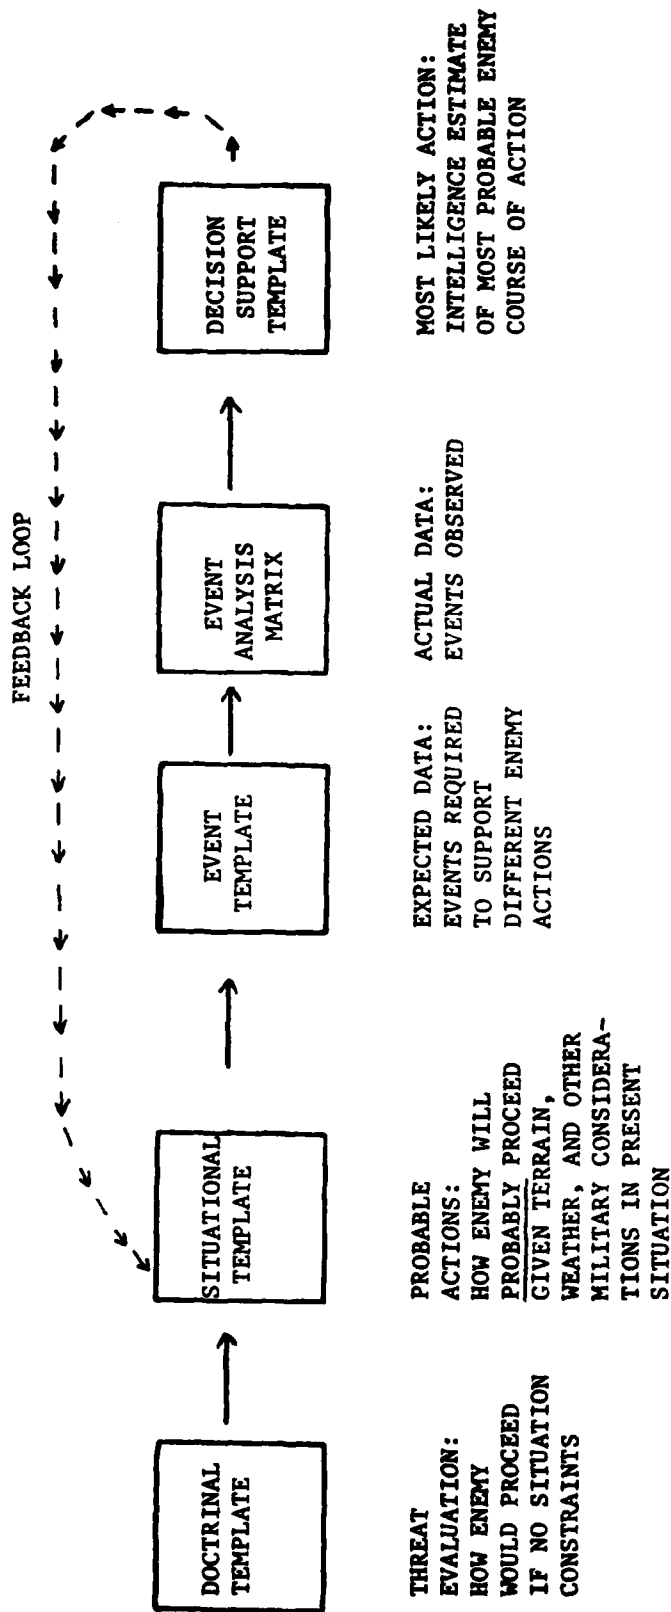 FEEDBACK LOOP
DOCTRINAL
TEMPLATE
SITUATIONAL
TEMPLATE
EVENT
TEMPLATE
EVENT
ANALYSIS
MATRIX
DECISION
SUPPORT
TEMPLATE
THREAT
EVALUATION:
HOW ENEMY
WOULD PROCEED
IF NO SITUATION
CONSTRAINTS
PROBABLE
ACTIONS:
HOW ENEMY WILL
PROBABLY PROCEED
GIVEN TERRAIN,
WEATHER, AND OTHER
MILITARY CONSIDERA-
TIONS IN PRESENT
SITUATION
EXPECTED DATA:
EVENTS REQUIRED
TO SUPPORT
DIFFERENT ENEMY
ACTIONS
ACTUAL DATA:
EVENTS OBSERVED
MOST LIKELY ACTION:
INTELLIGENCE ESTIMATE
OF MOST PROBABLE ENEMY
COURSE OF ACTION